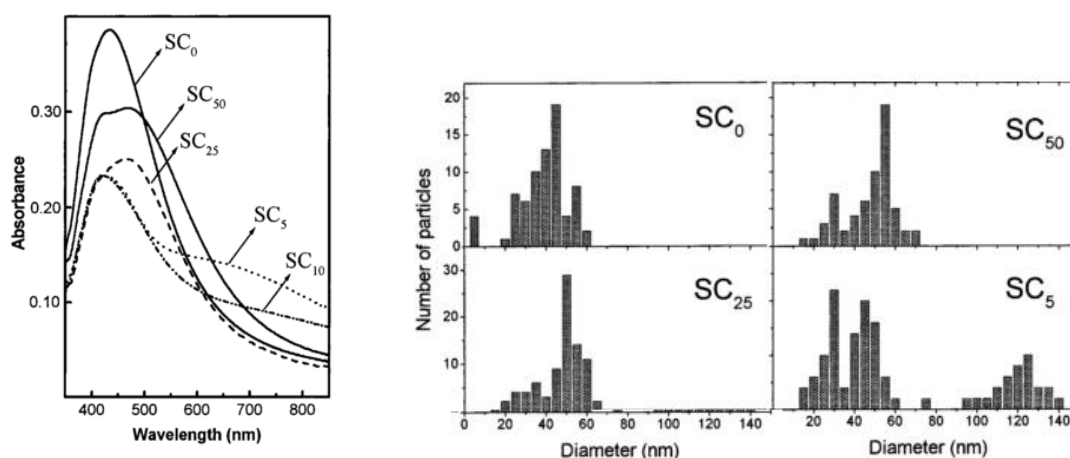 Absorbance
0.30
0.20
0.10
400 500 600 700 800
Wavelength (nm)
SC₀
SC₅₀
SC₂₅
SC₅
SC₁₀
Number of particles
20
15
10
5
0
30
20
10
SC₀
SC₅₀
SC₂₅
SC₅
0 20 40 60 80 100 120 140
Diameter (nm)
0 20 40 60 80 100 120 140
Diameter (nm)